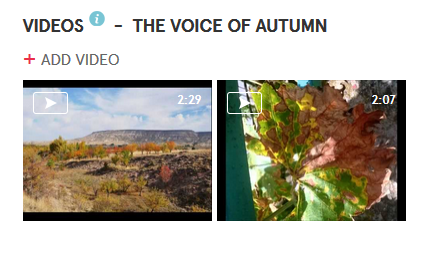 VIDEOS i - THE VOICE OF AUTUMN
+ ADD VIDEO
2:29
2:07